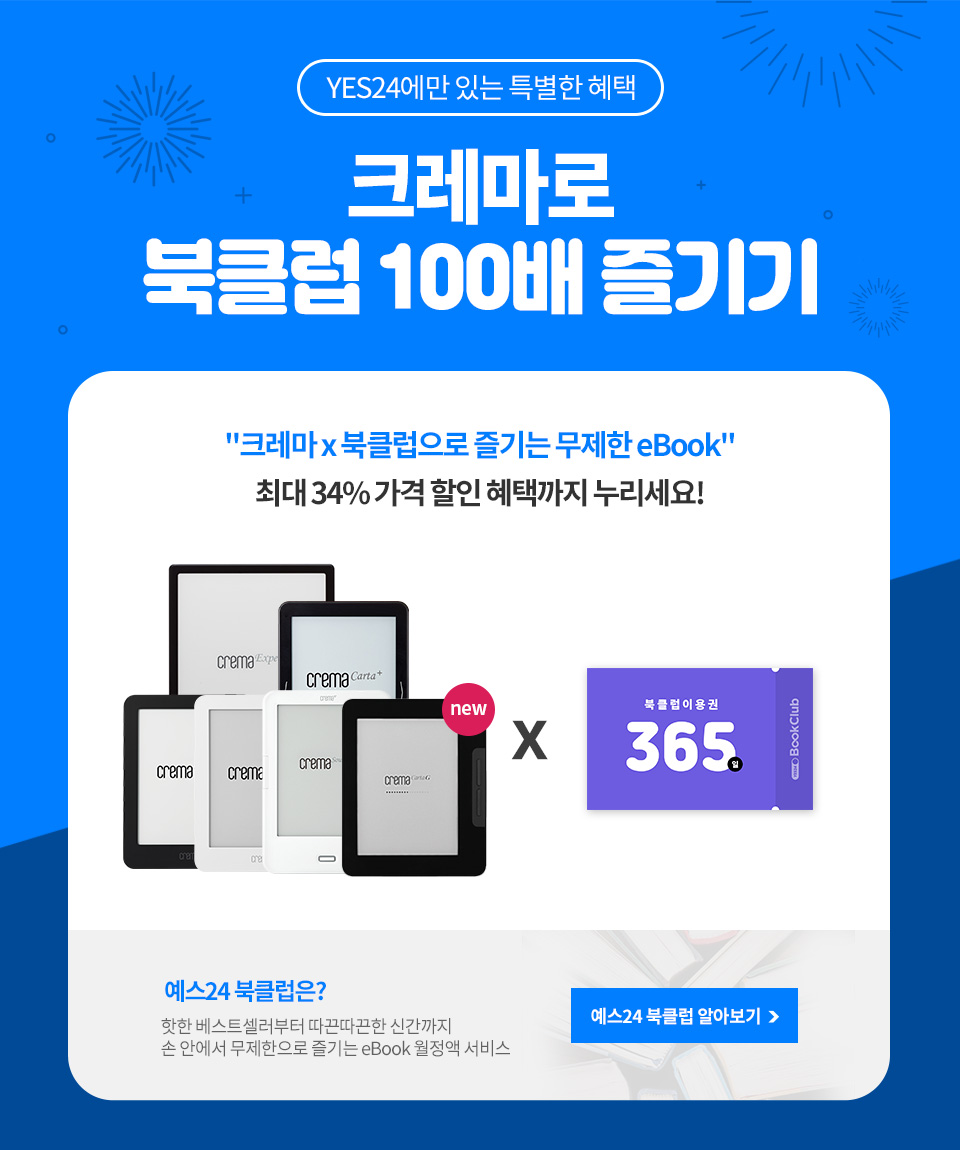 YES24에만 있는 특별한 혜택
크레마로
북클럽 100배 즐기기
"크레마 x 북클럽으로 즐기는 무제한 eBook"
최대 34% 가격 할인 혜택까지 누리세요!
crema
crema Carta+
new
crema
crema
crema
crema Carta G
X
북클럽이용권
365일
BookClub
예스24 북클럽은?
핫한 베스트셀러부터 따끈따끈한 신간까지
손 안에서 무제한으로 즐기는 eBook 월정액 서비스
예스24 북클럽 알아보기